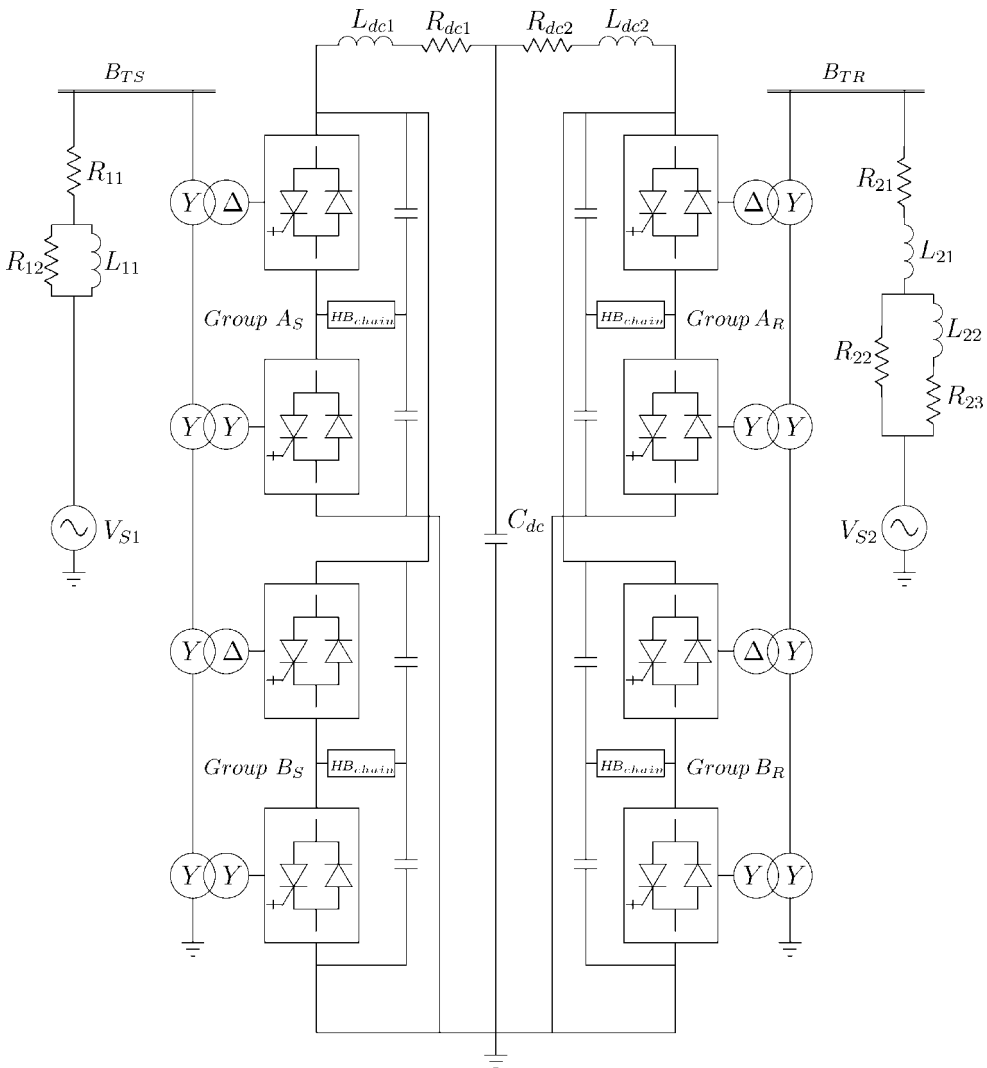 L_{dc1} R_{dc1} R_{dc2} L_{dc2}
B_{TS} B_{TR}
R_{11} R_{21}
Y Δ Δ Y
R_{12} L_{11} L_{21}
Group A_S HB_{chain} HB_{chain} Group A_R
L_{22}
R_{22}
R_{23}
Y Y Y Y
V_{S1} C_{dc} V_{S2}
Y Δ Δ Y
Group B_S HB_{chain} HB_{chain} Group B_R
Y Y Y Y